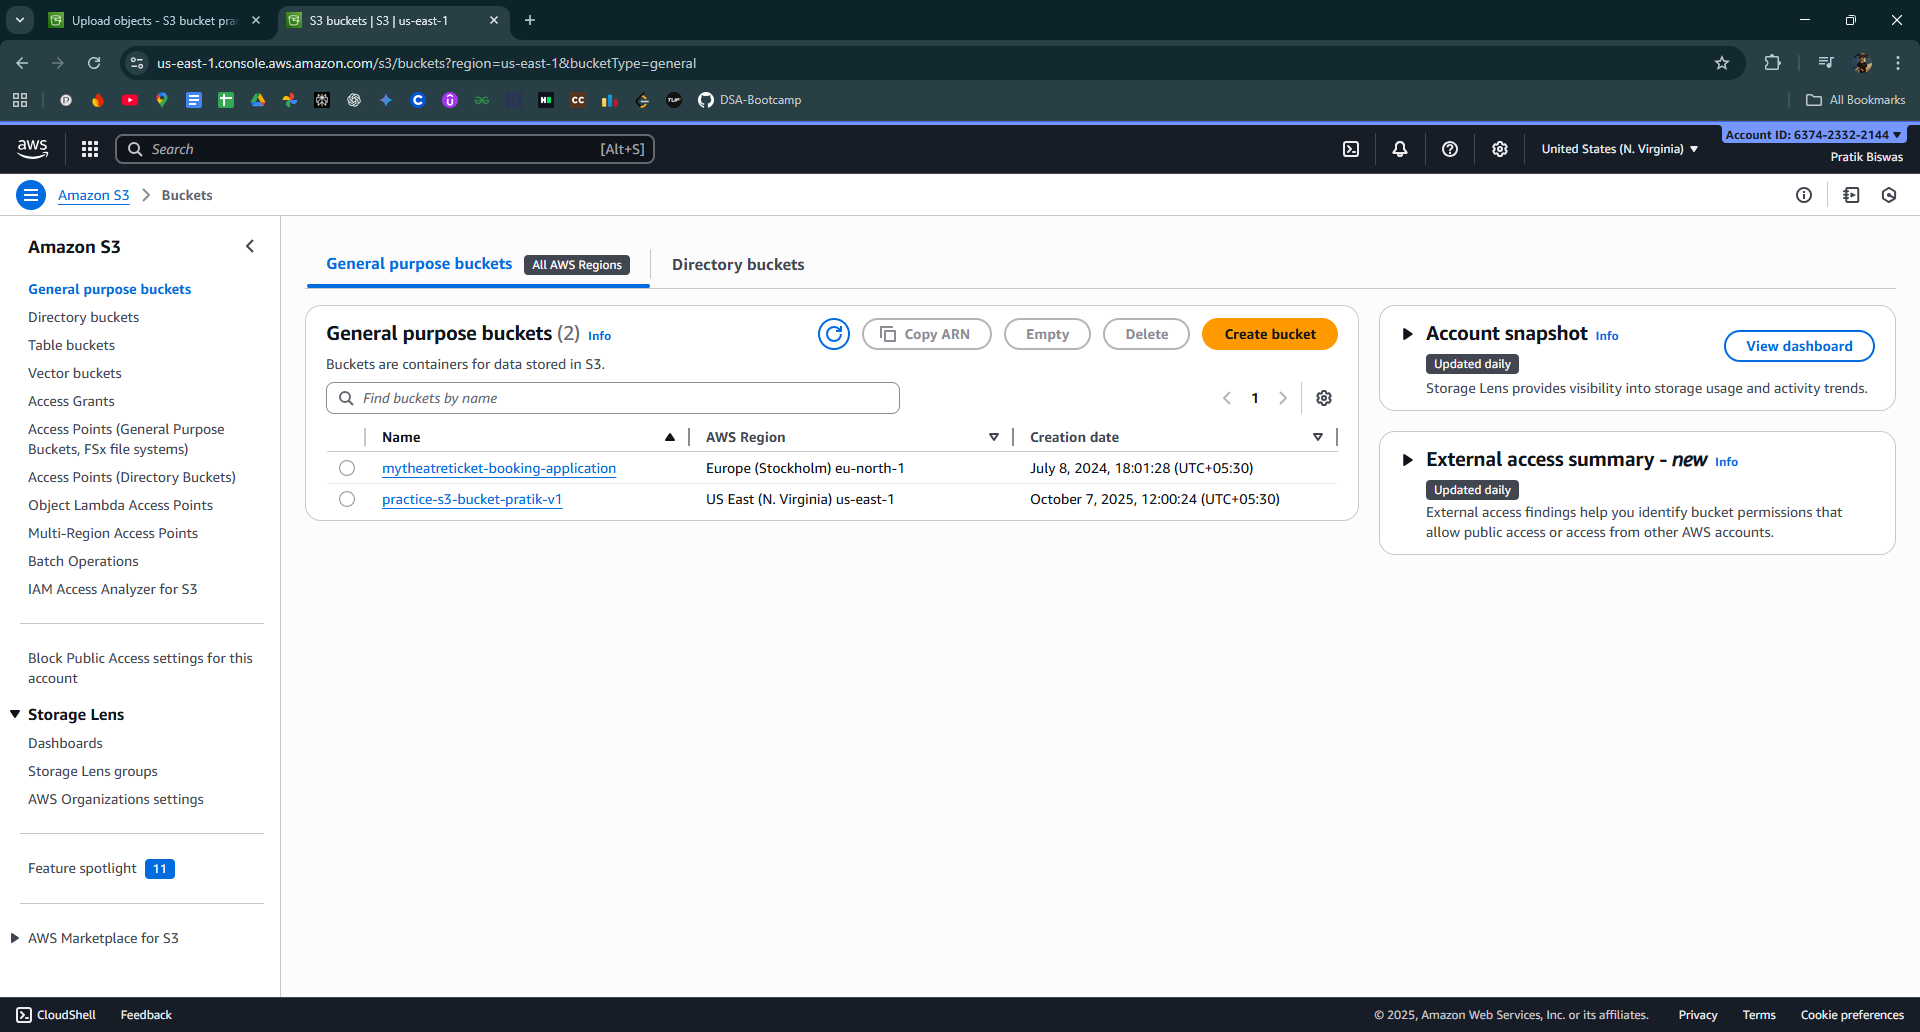 Upload objects - S3 bucket pra
S3 buckets | S3 | us-east-1
us-east-1.console.aws.amazon.com/s3/buckets?region=us-east-1&bucketType=general
DSA-Bootcamp
All Bookmarks
aws
Search
[Alt+S]
United States (N. Virginia)
Account ID: 6374-2332-2144
Pratik Biswas
Amazon S3
Buckets
Amazon S3
General purpose buckets
Directory buckets
Table buckets
Vector buckets
Access Grants
Access Points (General Purpose
Buckets, FSx file systems)
Access Points (Directory Buckets)
Object Lambda Access Points
Multi-Region Access Points
Batch Operations
IAM Access Analyzer for S3
Block Public Access settings for this
account
Storage Lens
Dashboards
Storage Lens groups
AWS Organizations settings
Feature spotlight 11
AWS Marketplace for S3
General purpose buckets All AWS Regions
Directory buckets
General purpose buckets (2) Info
Copy ARN
Empty
Delete
Create bucket
Buckets are containers for data stored in S3.
Find buckets by name
1
Name AWS Region Creation date
mytheatreticket-booking-application Europe (Stockholm) eu-north-1 July 8, 2024, 18:01:28 (UTC+05:30)
practice-s3-bucket-pratik-v1 US East (N. Virginia) us-east-1 October 7, 2025, 12:00:24 (UTC+05:30)
Account snapshot Info
View dashboard
Updated daily
Storage Lens provides visibility into storage usage and activity trends.
External access summary - new Info
Updated daily
External access findings help you identify bucket permissions that
allow public access or access from other AWS accounts.
CloudShell
Feedback
© 2025, Amazon Web Services, Inc. or its affiliates.
Privacy
Terms
Cookie preferences